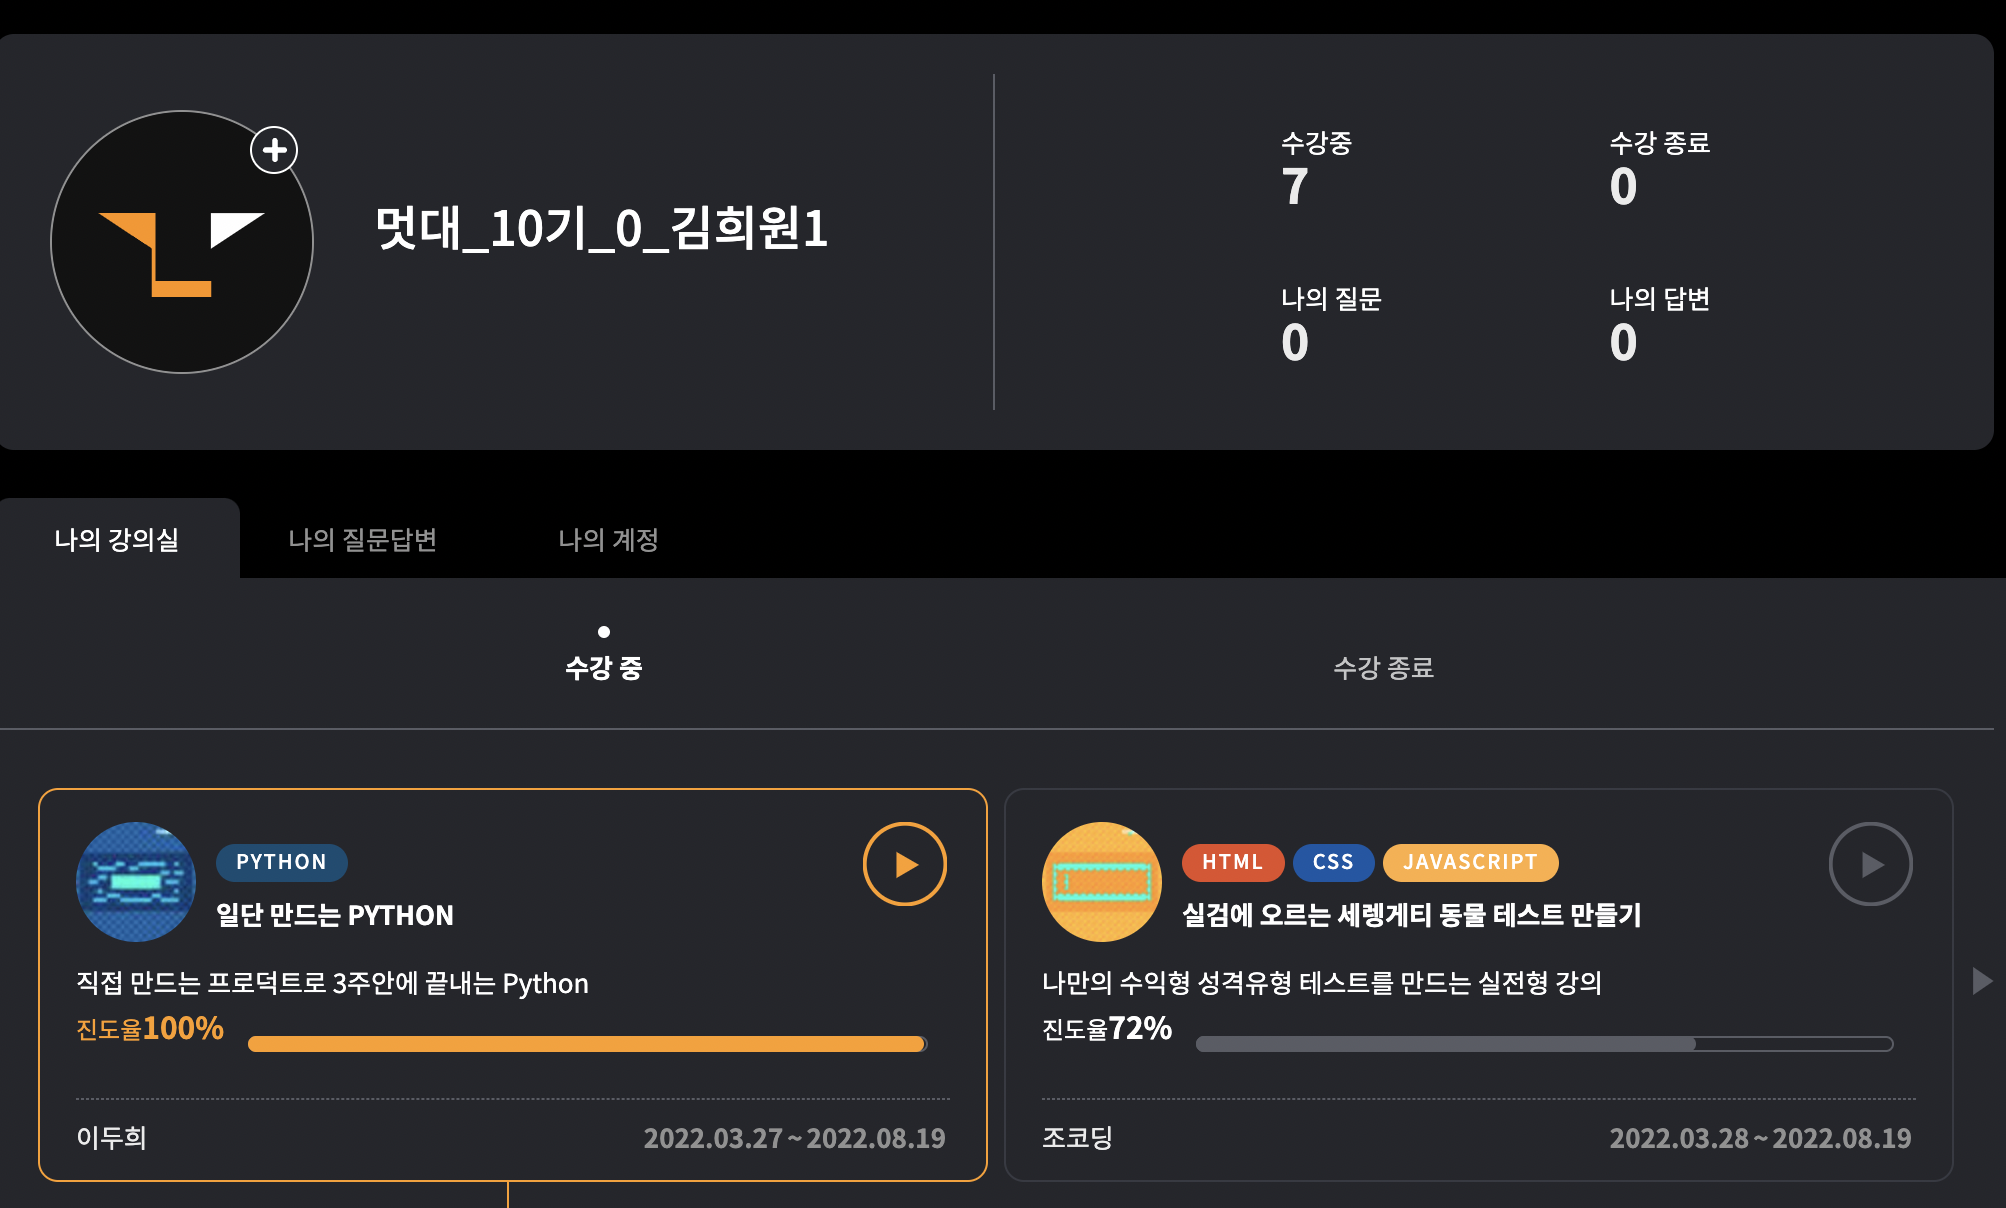 멋대_10기_0_김희원1
수강중
7
수강 종료
0
나의 질문
0
나의 답변
0
나의 강의실
나의 질문답변
나의 계정
수강 중
수강 종료
PYTHON
일단 만드는 PYTHON
직접 만드는 프로덕트로 3주안에 끝내는 Python
진도율100%
이두희
2022.03.27 ~ 2022.08.19
HTML
CSS
JAVASCRIPT
실검에 오르는 세렝게티 동물 테스트 만들기
나만의 수익형 성격유형 테스트를 만드는 실전형 강의
진도율72%
조코딩
2022.03.28 ~ 2022.08.19